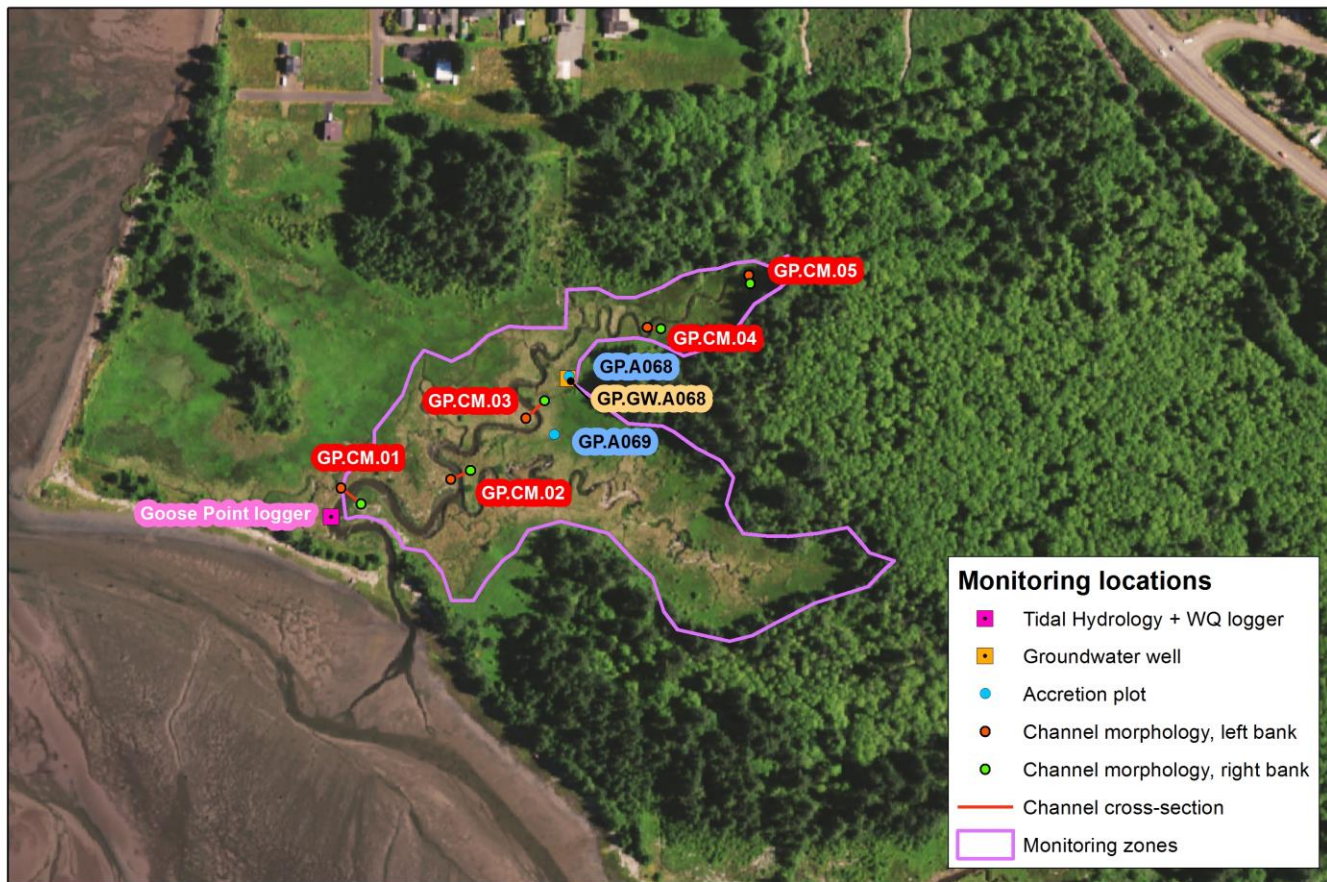 GP.CM.05
GP.CM.04
GP.A068
GP.GW.A068
GP.CM.03
GP.A069
GP.CM.01
GP.CM.02
Goose Point logger
Monitoring locations
Tidal Hydrology + WQ logger
Groundwater well
Accretion plot
Channel morphology, left bank
Channel morphology, right bank
Channel cross-section
Monitoring zones